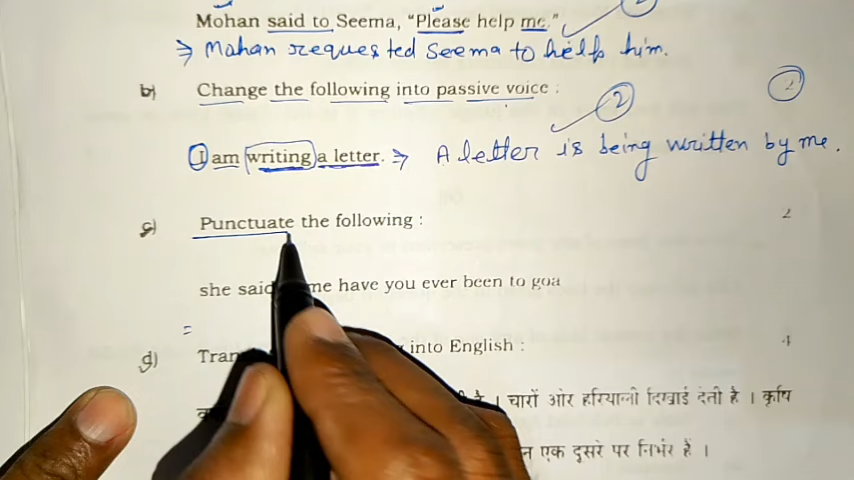 Mohan said to Seema, "Please help me." 2
⇒ Mohan requested Seema to help him.
b) Change the following into passive voice : 2
2
I am writing a letter. ⇒ A letter is being written by me.
c) Punctuate the following : 2
she said me have you ever been to goa
d) into English : 4
है । चारों ओर हरियाली दिखाई देती है । कृषि
एक दूसरे पर निर्भर हैं ।